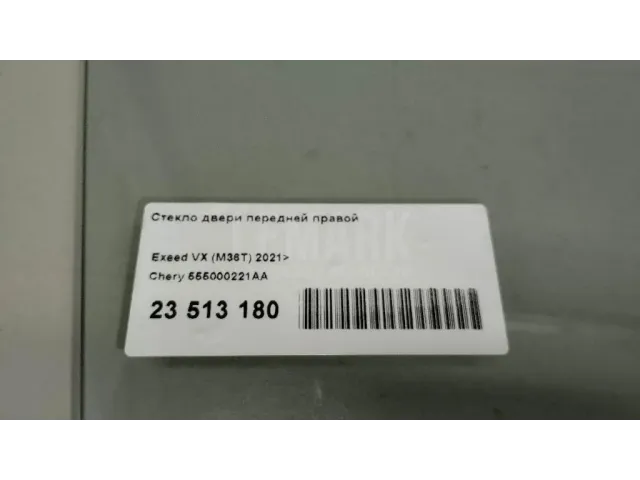 Стекло двери передней правой
Exeed VX (M36T) 2021>
Chery 555000221AA
23 513 180